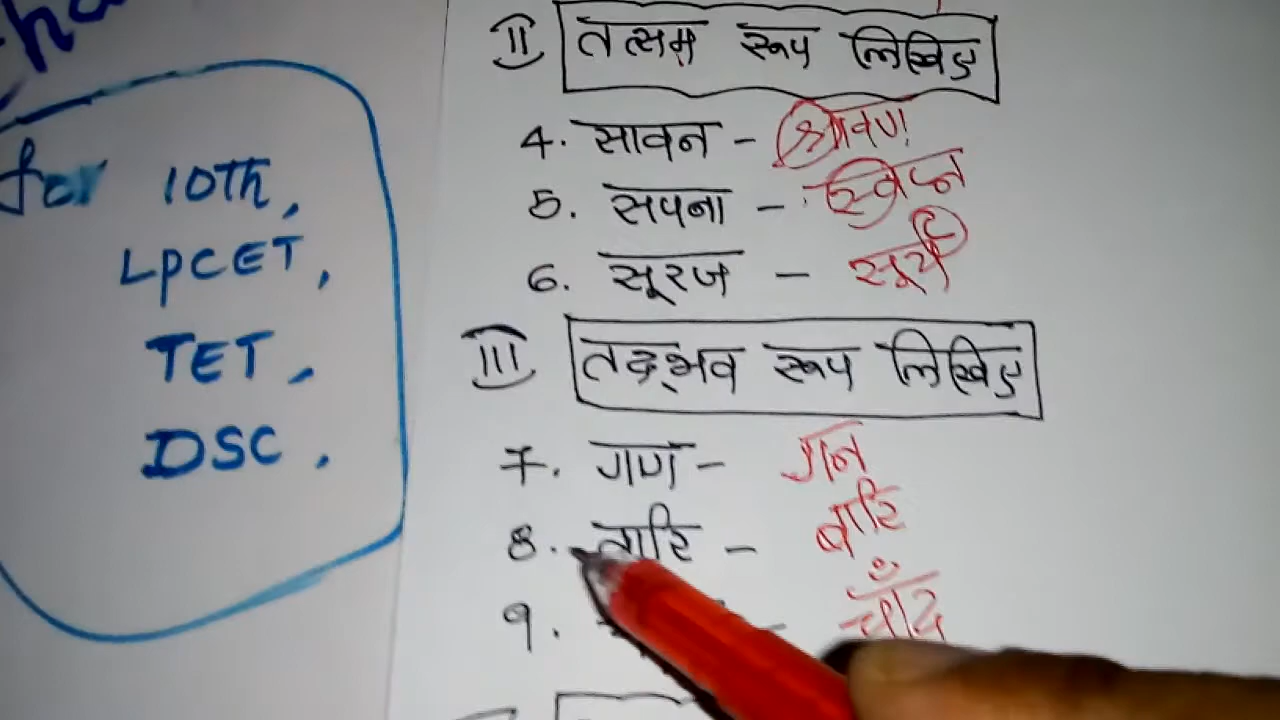 for 10th,
LPCET,
TET,
DSC.
II) तत्सम रूप लिखिए
4. सावन - श्रावण
5. सपना - स्वप्न
6. सूरज - सूर्य
III) तद्भव रूप लिखिए
7. गण - गन
8. वारि - बारि
9. - चाँद